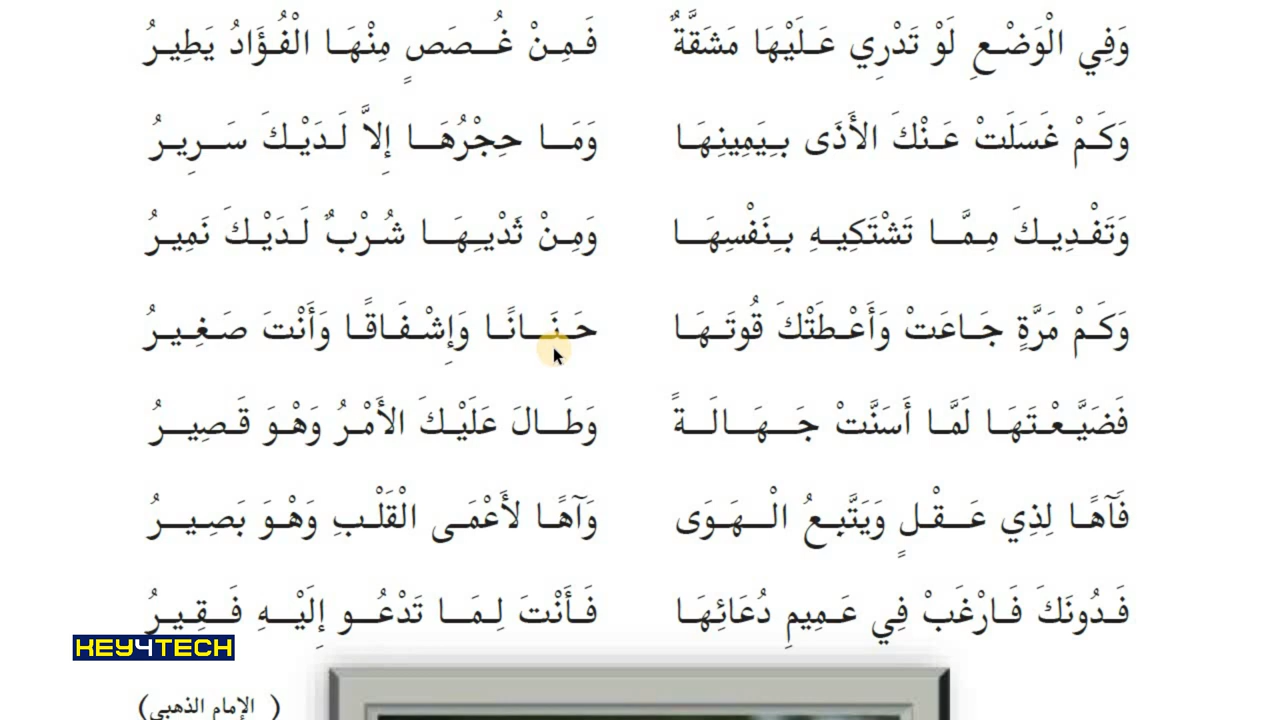 وَفِي الْوَضْعِ لَوْ تَدْرِي عَلَيْهَا مَشَقَّةٌ فَمِنْ غُصَصٍ مِنْهَا الْفُؤَادُ يَطِيرُ
وَكَمْ غَسَلَتْ عَنْكَ الأَذَى بِيَمِينِهَا وَمَا حِجْرُهَا إِلاَّ لَدَيْكَ سَرِيرُ
وَتَفْدِيكَ مِمَّا تَشْتَكِيهِ بِنَفْسِهَا وَمِنْ ثَدْيِهَا شُرْبٌ لَدَيْكَ نَمِيرُ
وَكَمْ مَرَّةٍ جَاعَتْ وَأَعْطَتْكَ قُوتَهَا حَنَانًا وَإِشْفَاقًا وَأَنْتَ صَغِيرُ
فَضَيَّعْتَهَا لَمَّا أَسَنَّتْ جَهَالَةً وَطَالَ عَلَيْكَ الأَمْرُ وَهْوَ قَصِيرُ
فَآهًا لِذِي عَقْلٍ وَيَتَّبِعُ الْهَوَى وَآهًا لأَعْمَى الْقَلْبِ وَهْوَ بَصِيرُ
فَدُونَكَ فَارْغَبْ فِي عَمِيمِ دُعَائِهَا فَأَنْتَ لِمَا تَدْعُو إِلَيْهِ فَقِيرُ
KEY4TECH
( الإمام الذهبي)